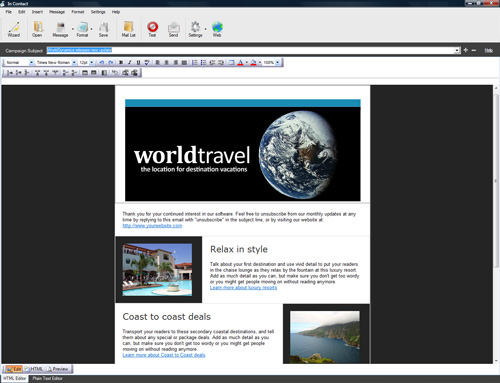 In Contact
File Edit Insert Message Format Settings Help
Wizard Open Message Format Save Mail List Test Send Settings Web
Campaign Subject: Help
Normal Times New Roman 12pt B I U 100%
Normal
worldtravel
the location for destination vacations
Thank you for your continued interest in our software. Feel free to unsubscribe from our monthly updates at any
time by replying to this email with "unsubscribe" in the subject line, or by visiting our website at
http://www.yourwebsite.com
Relax in style
Talk about your first destination and use vivid detail to put your readers
in the chaise lounge as they relax by the fountain at this luxury resort.
Add as much detail as you can, but make sure you don't get too wordy
or you might get people moving on without reading anymore.
Learn more about luxury resorts
Coast to coast deals
Transport your readers to these secondary coastal destinations, and tell
them about any special or package deals. Add as much detail as you
can, but make sure you don't get too wordy or you might get people
moving on without reading anymore.
Learn more about Coast to Coast deals
Edit HTML Preview
HTML Editor Plain Text Editor